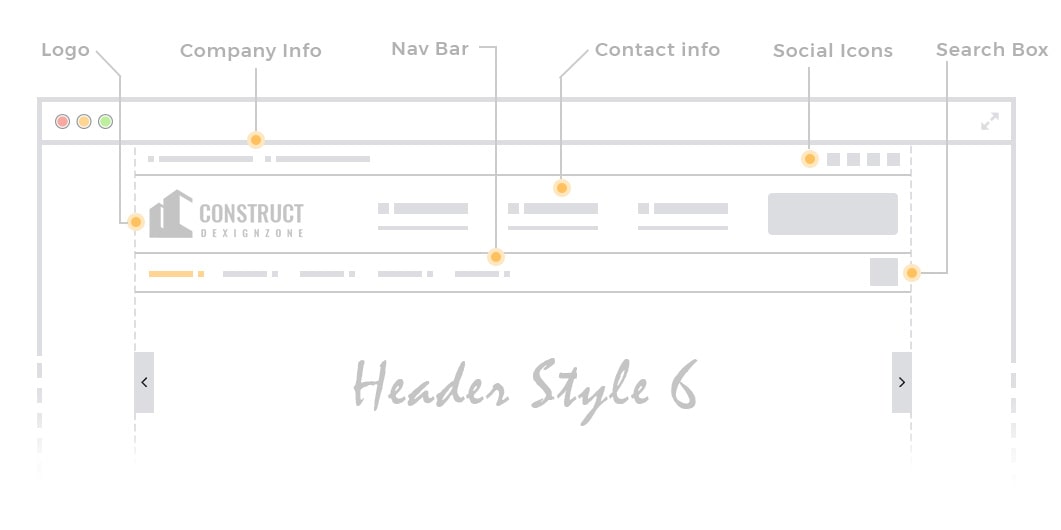 Logo
Company Info
Nav Bar
Contact info
Social Icons
Search Box
CONSTRUCT
DEXIGNZONE
Header Style 6